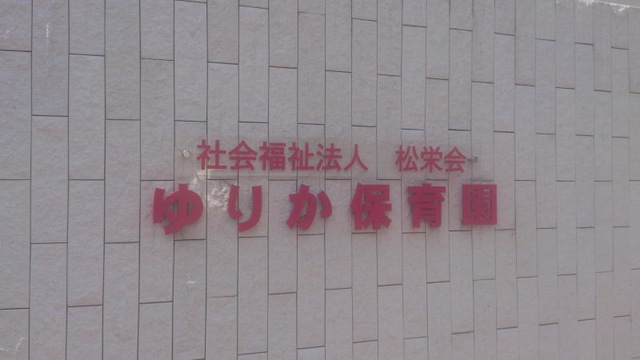 社会福祉法人　松栄会
ゆりか保育園